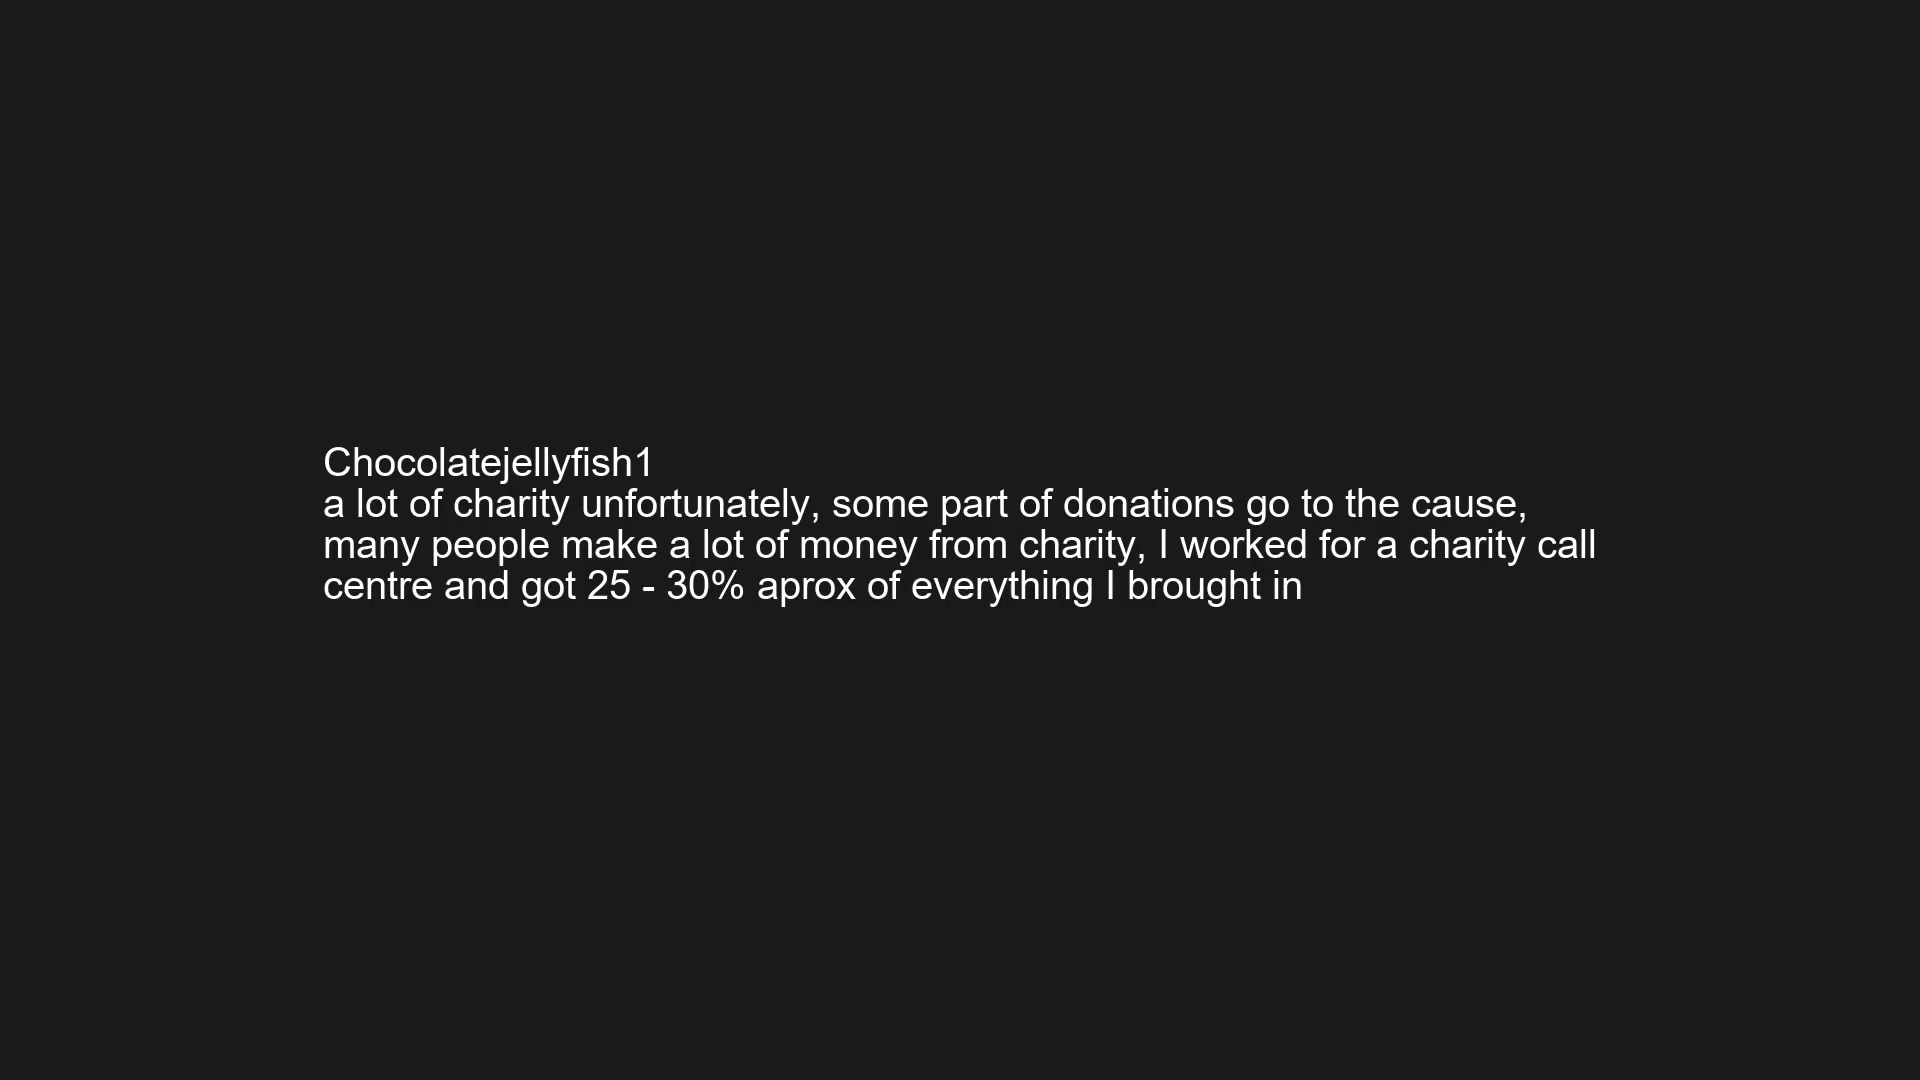 Chocolatejellyfish1
a lot of charity unfortunately, some part of donations go to the cause,
many people make a lot of money from charity, I worked for a charity call
centre and got 25 - 30% aprox of everything I brought in